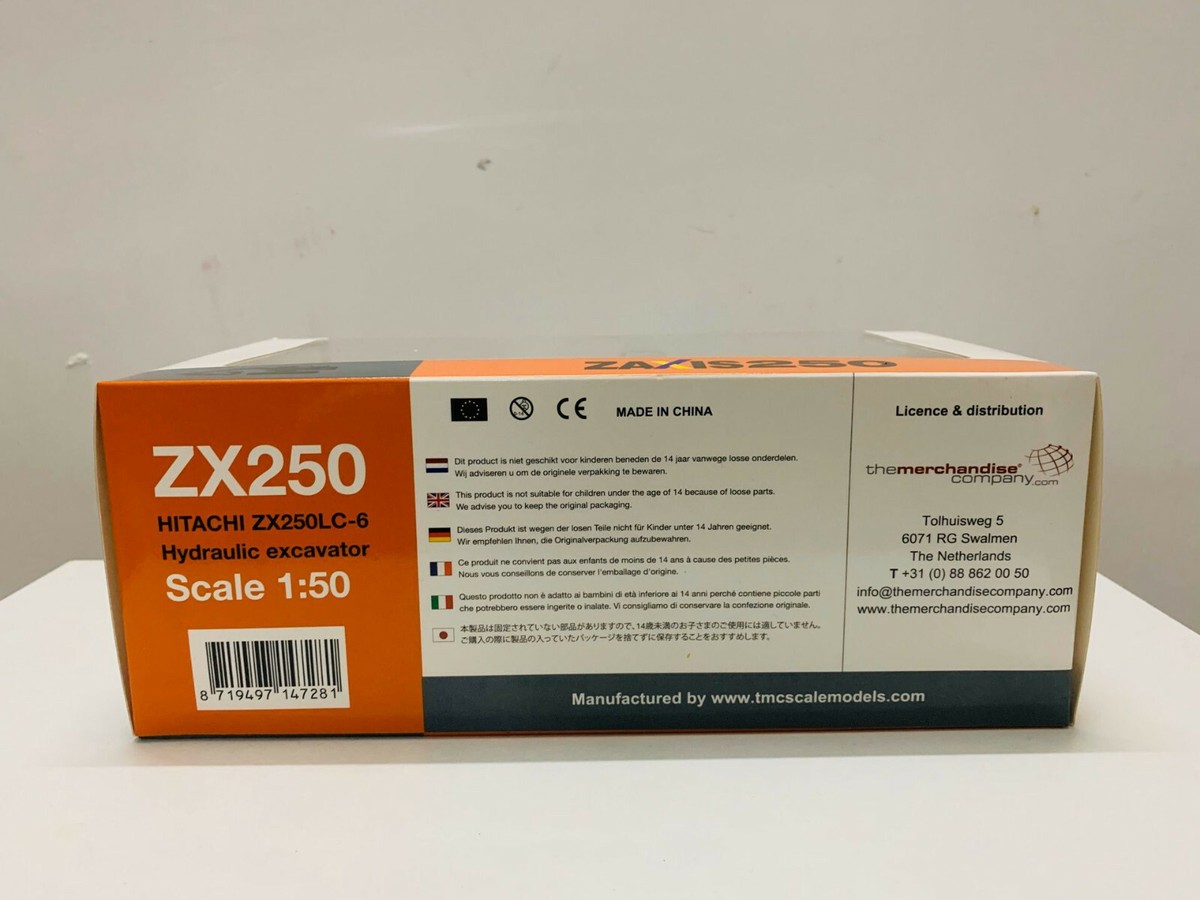 ZAXIS250
ZX250
HITACHI ZX250LC-6
Hydraulic excavator
Scale 1:50
8 719497 147281
CE
MADE IN CHINA
Dit product is niet geschikt voor kinderen beneden de 14 jaar vanwege losse onderdelen.
Wij adviseren u om de originele verpakking te bewaren.
This product is not suitable for children under the age of 14 because of loose parts.
We advise you to keep the original packaging.
Dieses Produkt ist wegen der losen Teile nicht für Kinder unter 14 Jahren geeignet.
Wir empfehlen Ihnen, die Originalverpackung aufzubewahren.
Ce produit ne convient pas aux enfants de moins de 14 ans à cause des petites pièces.
Nous vous conseillons de conserver l'emballage d'origine.
Questo prodotto non è adatto ai bambini di età inferiore ai 14 anni perché contiene piccole parti
che potrebbero essere ingerite o inalate. Vi consigliamo di conservare la confezione originale.
本製品は固定されていない部品がありますので、14歳未満のお子さまのご使用には適していません。
ご購入の際に製品の入っていたパッケージを捨てずに保存することをおすすめします。
Licence & distribution
themerchandise®
company.com
Tolhuisweg 5
6071 RG Swalmen
The Netherlands
T +31 (0) 88 862 00 50
info@themerchandisecompany.com
www.themerchandisecompany.com
Manufactured by www.tmcscalemodels.com